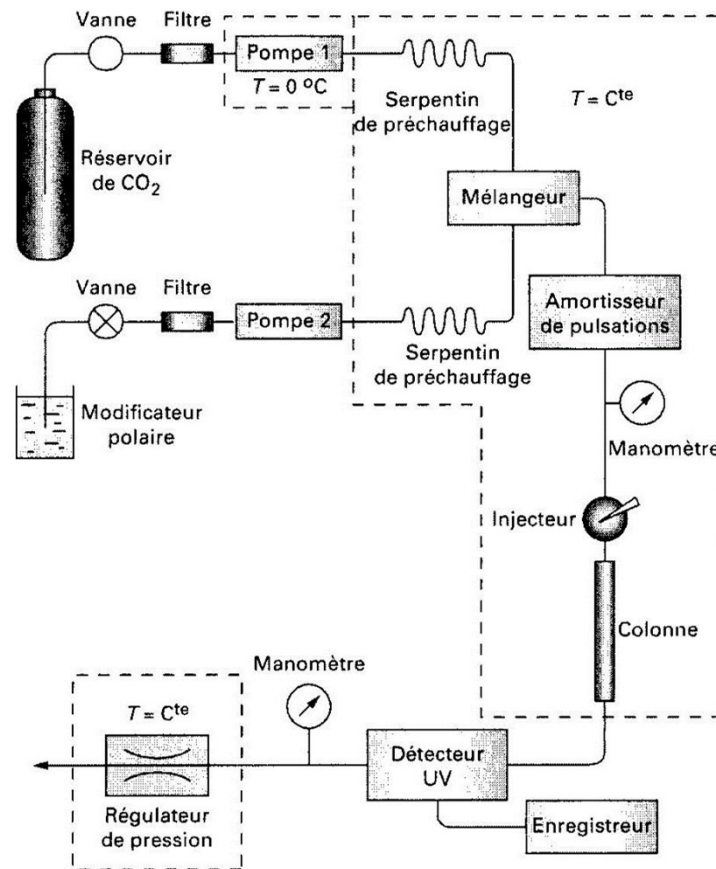 Vanne
Filtre
Pompe 1
T = 0 °C
Réservoir
de CO2
Serpentin
de préchauffage
T = Cte
Mélangeur
Vanne
Filtre
Pompe 2
Serpentin
de préchauffage
Amortisseur
de pulsations
Modificateur
polaire
Manomètre
Injecteur
Colonne
Manomètre
T = Cte
Régulateur
de pression
Détecteur
UV
Enregistreur